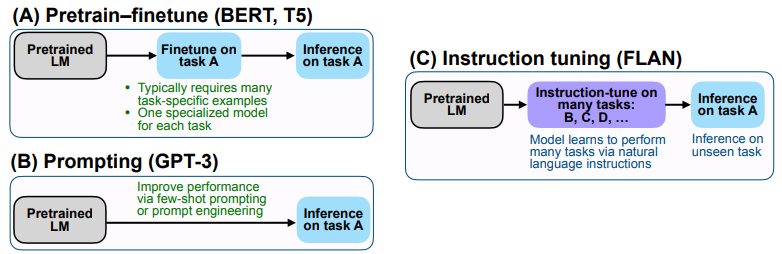 (A) Pretrain–finetune (BERT, T5)
Pretrained
LM
Finetune on
task A
Inference
on task A
• Typically requires many
task-specific examples
• One specialized model
for each task
(B) Prompting (GPT-3)
Pretrained
LM
Improve performance
via few-shot prompting
or prompt engineering
Inference
on task A
(C) Instruction tuning (FLAN)
Pretrained
LM
Instruction-tune on
many tasks:
B, C, D, …
Inference
on task A
Model learns to perform
many tasks via natural
language instructions
Inference on
unseen task